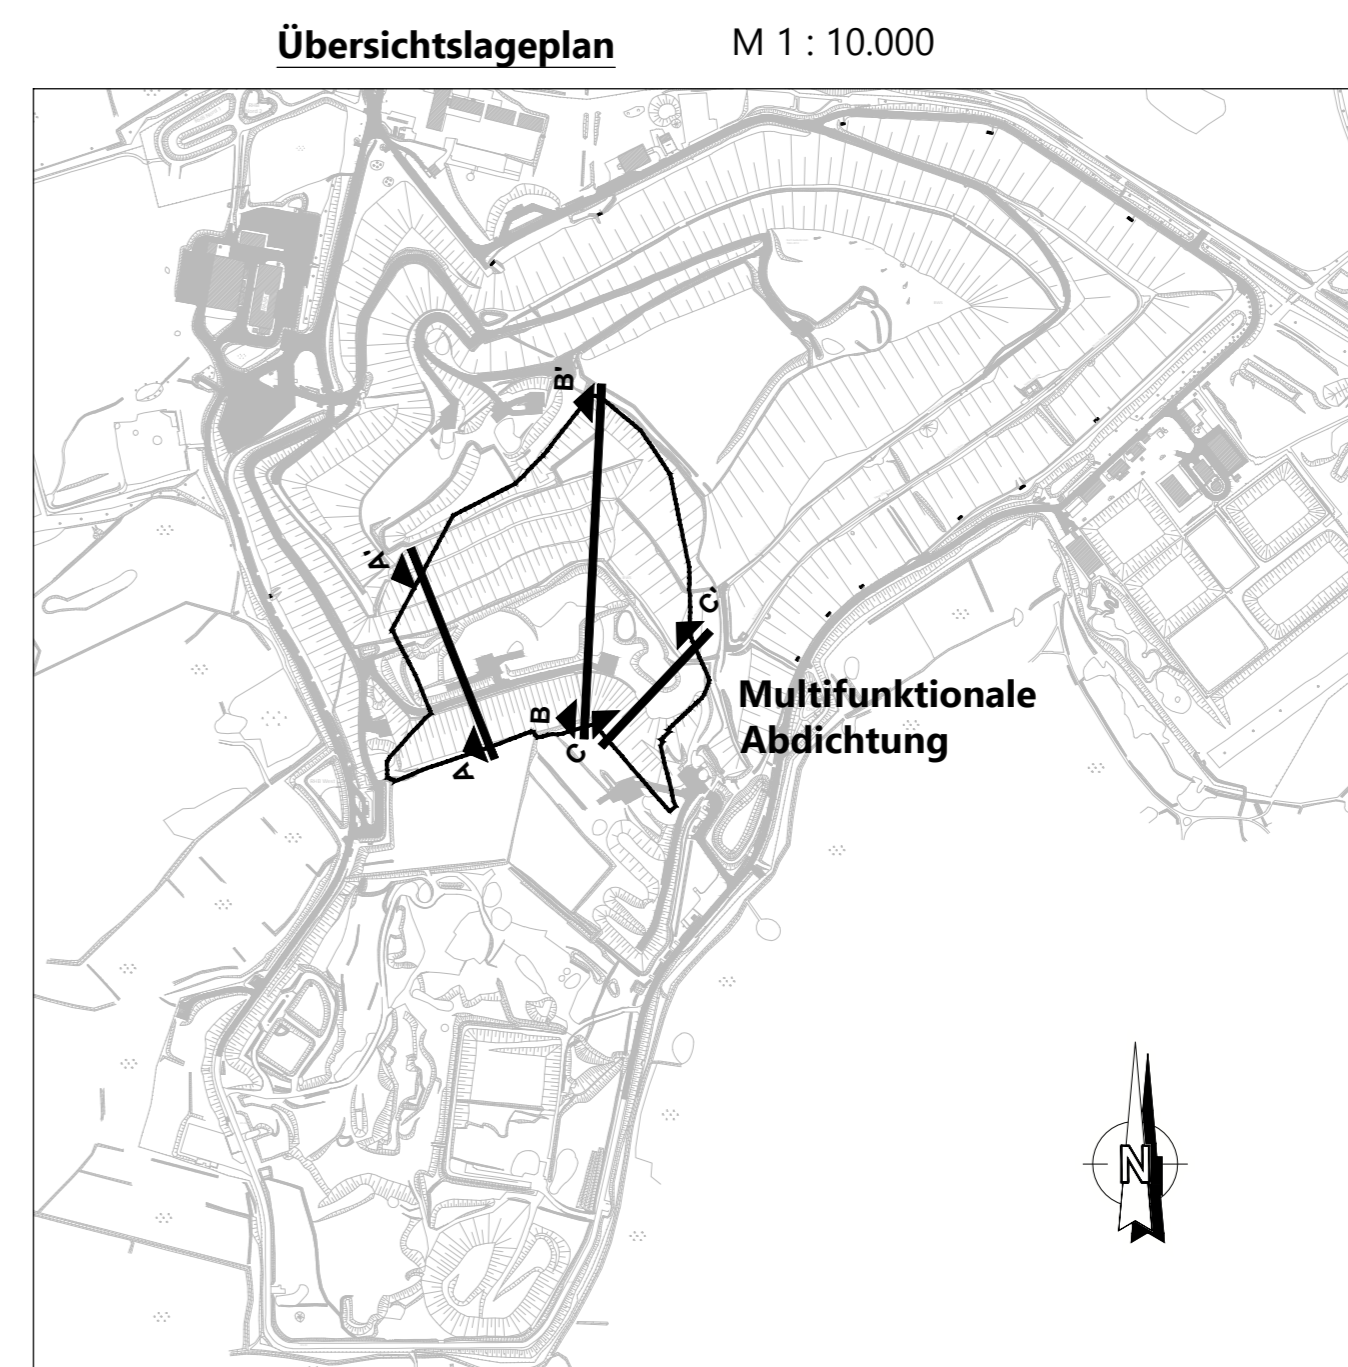 Übersichtslageplan M 1 : 10.000
B'
A'
C'
Multifunktionale
Abdichtung
B
C
A
N